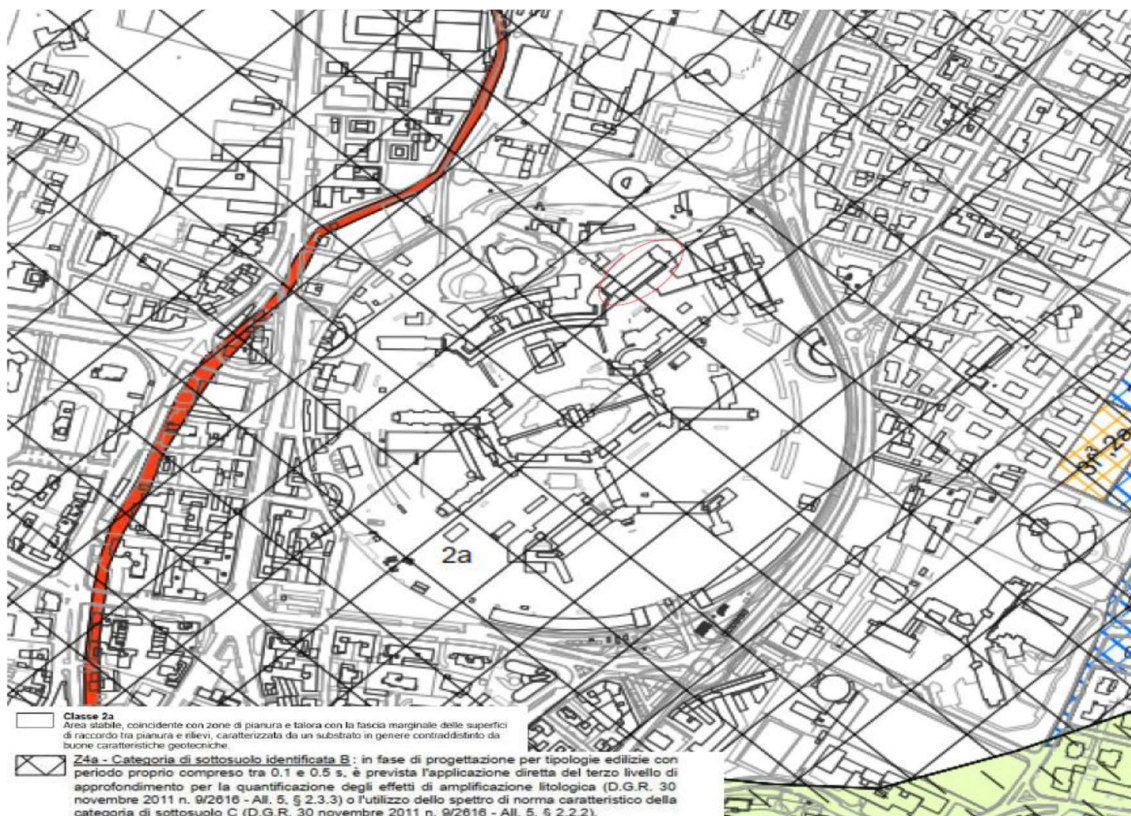 2a
Classe 2a
Area stabile, coincidente con zone di pianura e talora con la fascia marginale delle superfici
di raccordo tra pianura e rilievi, caratterizzata da un substrato in genere contraddistinto da
buone caratteristiche geotecniche.
Z4a - Categoria di sottosuolo identificata B : in fase di progettazione per tipologie edilizie con
periodo proprio compreso tra 0.1 e 0.5 s, è prevista l'applicazione diretta del terzo livello di
approfondimento per la quantificazione degli effetti di amplificazione litologica (D.G.R. 30
novembre 2011 n. 9/2616 - All. 5, § 2.3.3) o l'utilizzo dello spettro di norma caratteristico della
categoria di sottosuolo C (D.G.R. 30 novembre 2011 n. 9/2616 - All. 5, § 2.2.2).